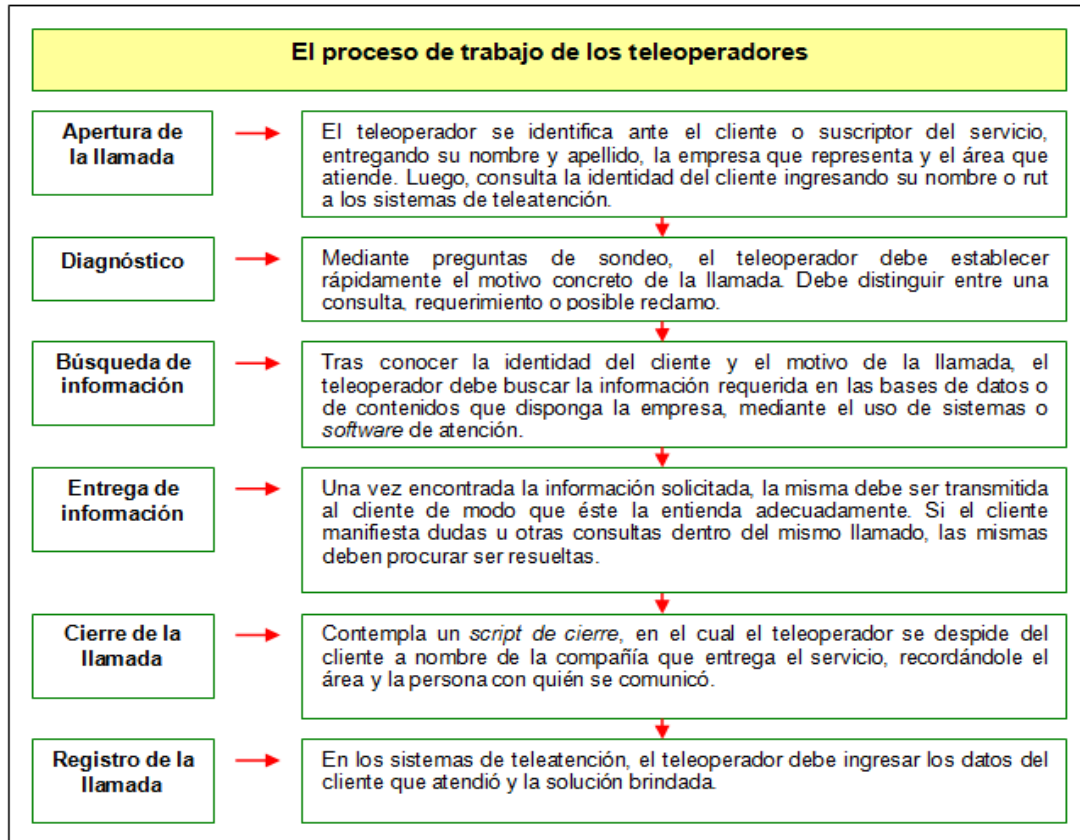 El proceso de trabajo de los teleoperadores
Apertura de
la llamada
El teleoperador se identifica ante el cliente o suscriptor del servicio,
entregando su nombre y apellido, la empresa que representa y el área que
atiende. Luego, consulta la identidad del cliente ingresando su nombre o rut
a los sistemas de teleatención.
Diagnóstico
Mediante preguntas de sondeo, el teleoperador debe establecer
rápidamente el motivo concreto de la llamada. Debe distinguir entre una
consulta, requerimiento o posible reclamo.
Búsqueda de
información
Tras conocer la identidad del cliente y el motivo de la llamada, el
teleoperador debe buscar la información requerida en las bases de datos o
de contenidos que disponga la empresa, mediante el uso de sistemas o
software de atención.
Entrega de
información
Una vez encontrada la información solicitada, la misma debe ser transmitida
al cliente de modo que éste la entienda adecuadamente. Si el cliente
manifiesta dudas u otras consultas dentro del mismo llamado, las mismas
deben procurar ser resueltas.
Cierre de la
llamada
Contempla un script de cierre, en el cual el teleoperador se despide del
cliente a nombre de la compañía que entrega el servicio, recordándole el
área y la persona con quién se comunicó.
Registro de la
llamada
En los sistemas de teleatención, el teleoperador debe ingresar los datos del
cliente que atendió y la solución brindada.